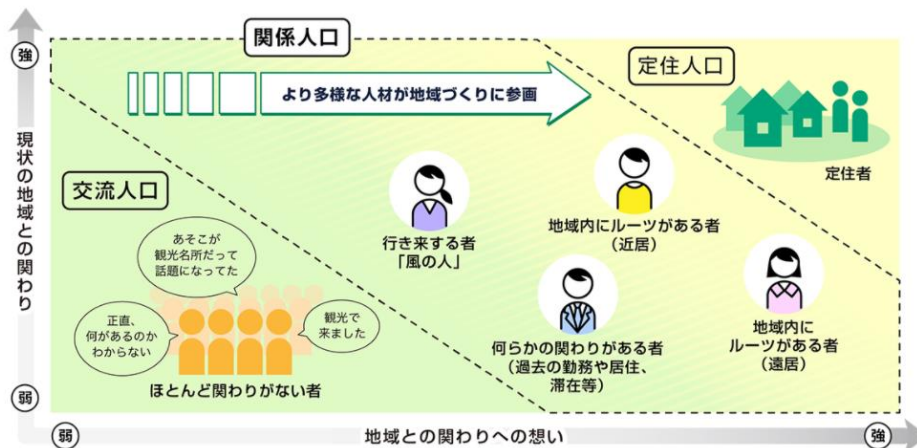 強
現状の地域との関わり
弱
関係人口
より多様な人材が地域づくりに参画
定住人口
定住者
交流人口
あそこが
観光名所だって
話題になってた
正直、
何があるのか
わからない
観光で
来ました
ほとんど関わりがない者
行き来する者
「風の人」
地域内にルーツがある者
(近居)
何らかの関わりがある者
(過去の勤務や居住、
滞在等)
地域内に
ルーツがある者
(遠居)
弱
地域との関わりへの想い
強